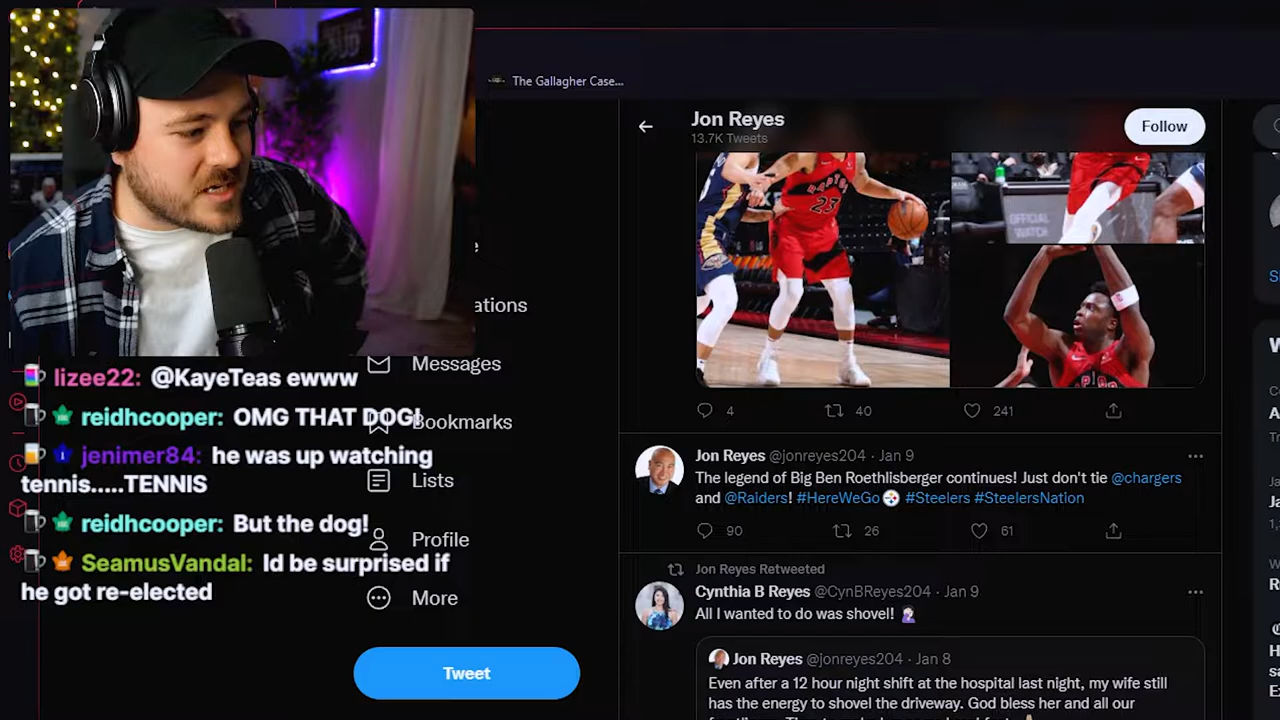 The Gallagher Case...
Jon Reyes
13.7K Tweets
Follow
RAPTO
23
OFFICIAL
WATCH
ations
Messages
Bookmarks
Lists
Profile
More
Tweet
lizee22: @KayeTeas ewww
reidhcooper: OMG THAT DOG!
jenimer84: he was up watching
tennis.....TENNIS
reidhcooper: But the dog!
SeamusVandal: Id be surprised if
he got re-elected
4 40 241
Jon Reyes @jonreyes204 · Jan 9
The legend of Big Ben Roethlisberger continues! Just don't tie @chargers
and @Raiders! #HereWeGo #Steelers #SteelersNation
90 26 61
Jon Reyes Retweeted
Cynthia B Reyes @CynBReyes204 · Jan 9
All I wanted to do was shovel! 🤦🏻‍♀️
Jon Reyes @jonreyes204 · Jan 8
Even after a 12 hour night shift at the hospital last night, my wife still
has the energy to shovel the driveway. God bless her and all our